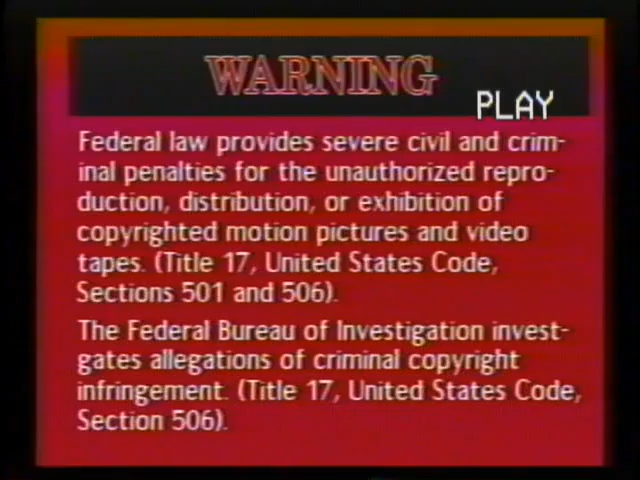 WARNING
PLAY
Federal law provides severe civil and crim-
inal penalties for the unauthorized repro-
duction, distribution, or exhibition of
copyrighted motion pictures and video
tapes. (Title 17, United States Code,
Sections 501 and 506).
The Federal Bureau of Investigation invest-
gates allegations of criminal copyright
infringement. (Title 17, United States Code,
Section 506).